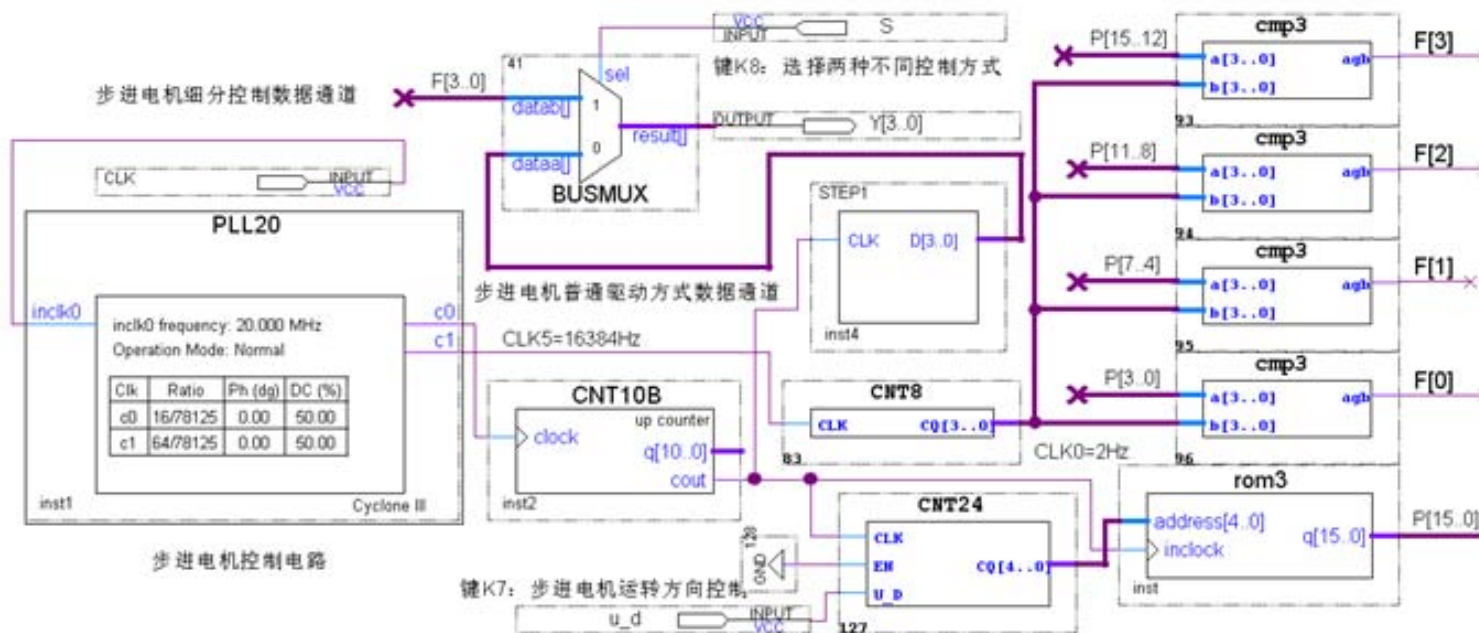 VCC
INPUT
S
键K8：选择两种不同控制方式
41
sel
F[3..0]
datab[]
1
0
dataa[]
result[]
BUSMUX
OUTPUT
Y[3..0]
步进电机细分控制数据通道
CLK
INPUT
VCC
PLL20
inclk0
c0
c1
inclk0 frequency: 20.000 MHz
Operation Mode: Normal
Clk Ratio Ph (dg) DC (%)
c0 16/78125 0.00 50.00
c1 64/78125 0.00 50.00
inst1
Cyclone III
步进电机控制电路
步进电机普通驱动方式数据通道
CLK5=16384Hz
STEP1
CLK
D[3..0]
inst4
CNT10B
up counter
clock
q[10..0]
cout
inst2
CNT8
CLK
CQ[3..0]
83
CLK0=2Hz
CNT24
CLK
EN
U_D
CQ[4..0]
127
128
GND
键K7：步进电机运转方向控制
u_d
INPUT
VCC
cmp3
P[15..12]
a[3..0]
b[3..0]
agb
F[3]
93
cmp3
P[11..8]
a[3..0]
b[3..0]
agb
F[2]
94
cmp3
P[7..4]
a[3..0]
b[3..0]
agb
F[1]
95
cmp3
P[3..0]
a[3..0]
b[3..0]
agb
F[0]
96
rom3
address[4..0]
inclock
q[15..0]
P[15..0]
inst